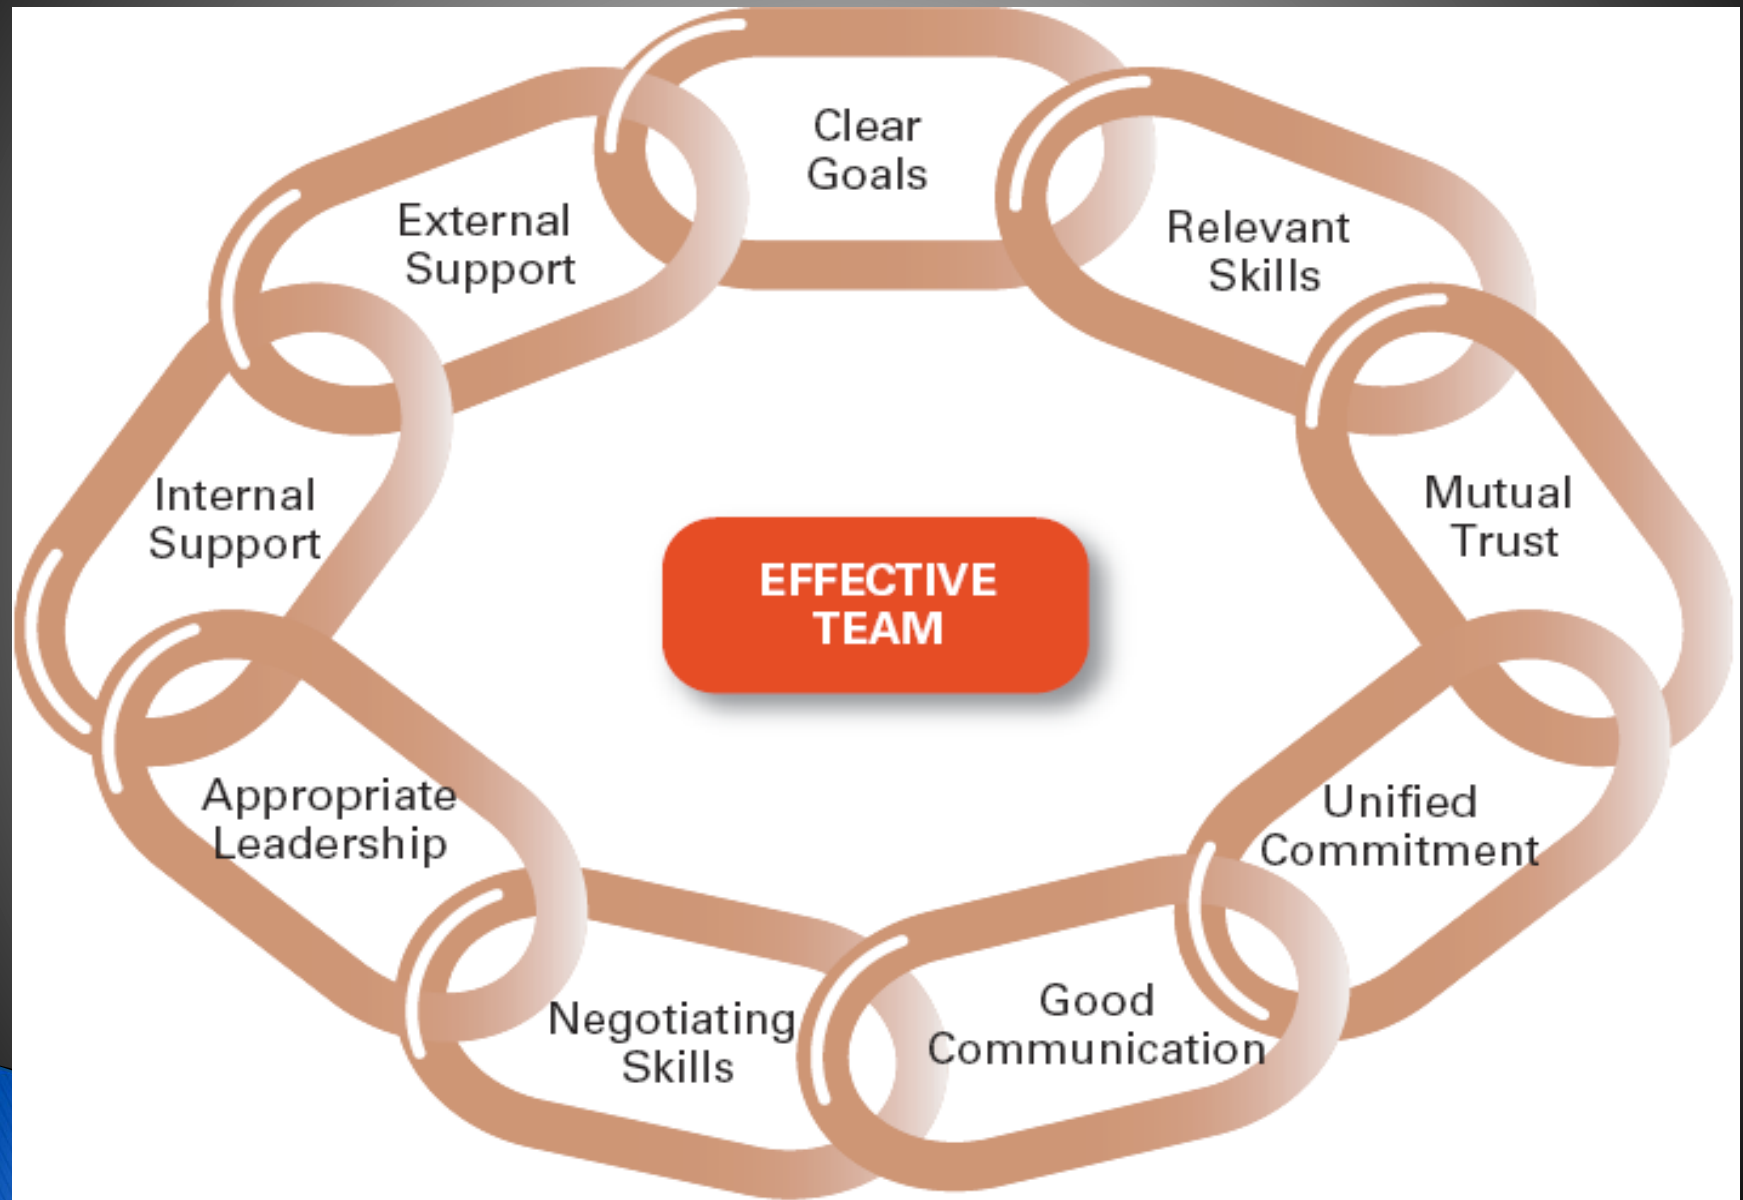 Clear
Goals
Relevant
Skills
Mutual
Trust
Unified
Commitment
Good
Communication
Negotiating
Skills
Appropriate
Leadership
Internal
Support
External
Support
EFFECTIVE
TEAM